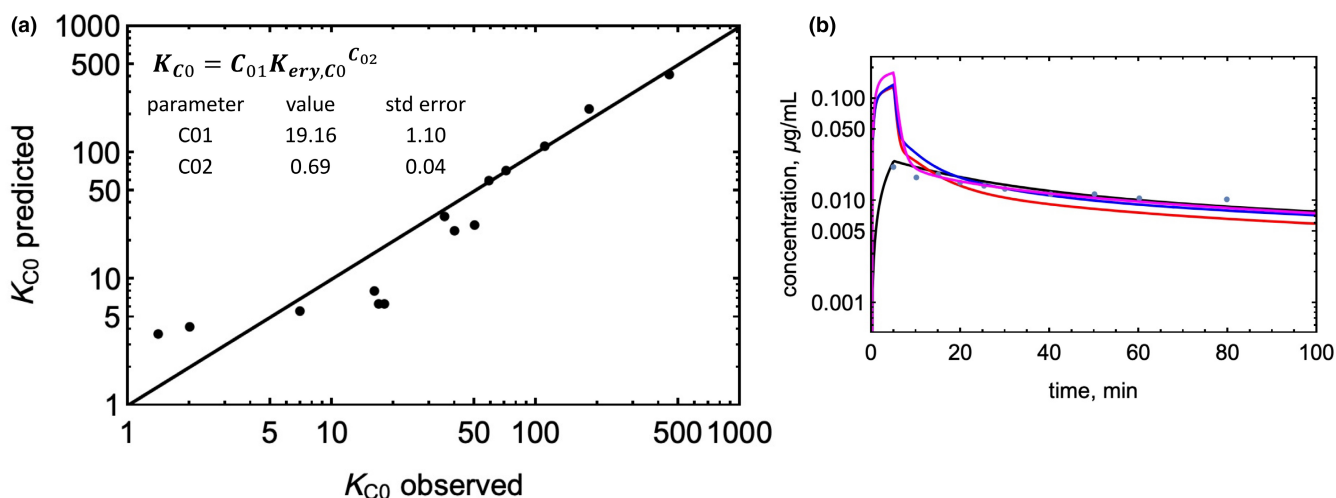 (a)
K_C0 = C_01 K_ery,C0^C_02
parameter value std error
C01 19.16 1.10
C02 0.69 0.04
K_C0 predicted
1000
500
100
50
10
5
1
1 5 10 50 100 500 1000
K_C0 observed
(b)
concentration, µg/mL
0.100
0.050
0.010
0.005
0.001
0 20 40 60 80 100
time, min